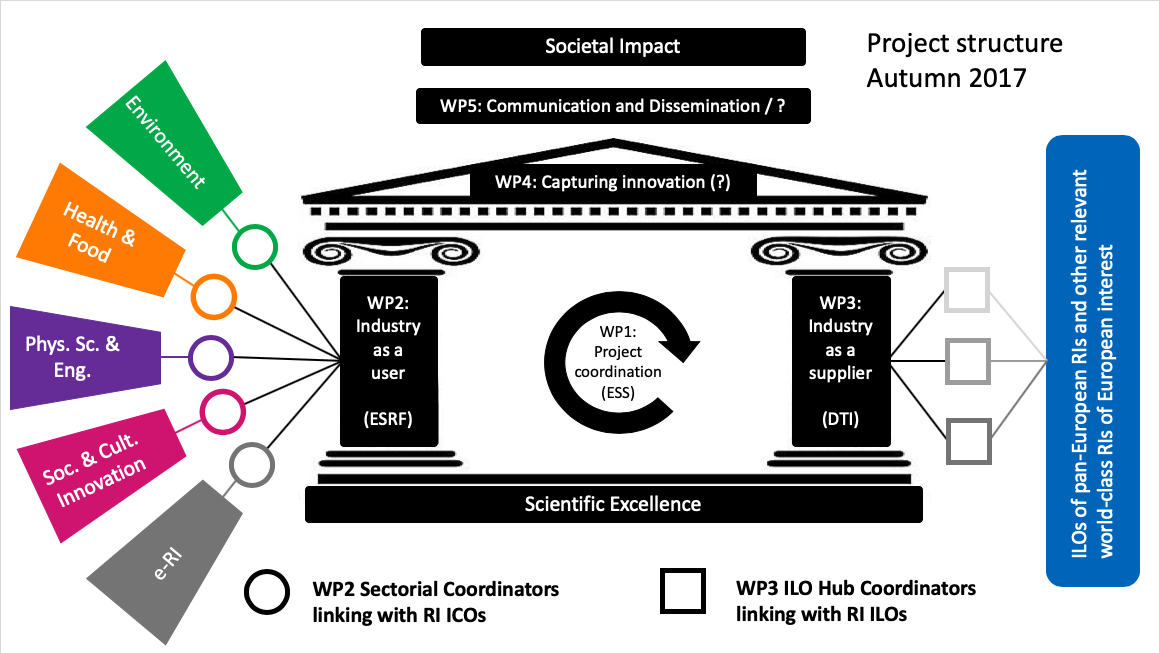 Societal Impact
Project structure
Autumn 2017
WP5: Communication and Dissemination / ?
WP4: Capturing innovation (?)
Environment
Health &
Food
Phys. Sc. &
Eng.
Soc. & Cult.
Innovation
e-RI
WP2:
Industry
as a
user
(ESRF)
WP1:
Project
coordination
(ESS)
WP3:
Industry
as a
supplier
(DTI)
ILOs of pan-European RIs and other relevant
world-class RIs of European interest
Scientific Excellence
WP2 Sectorial Coordinators
linking with RI ICOs
WP3 ILO Hub Coordinators
linking with RI ILOs